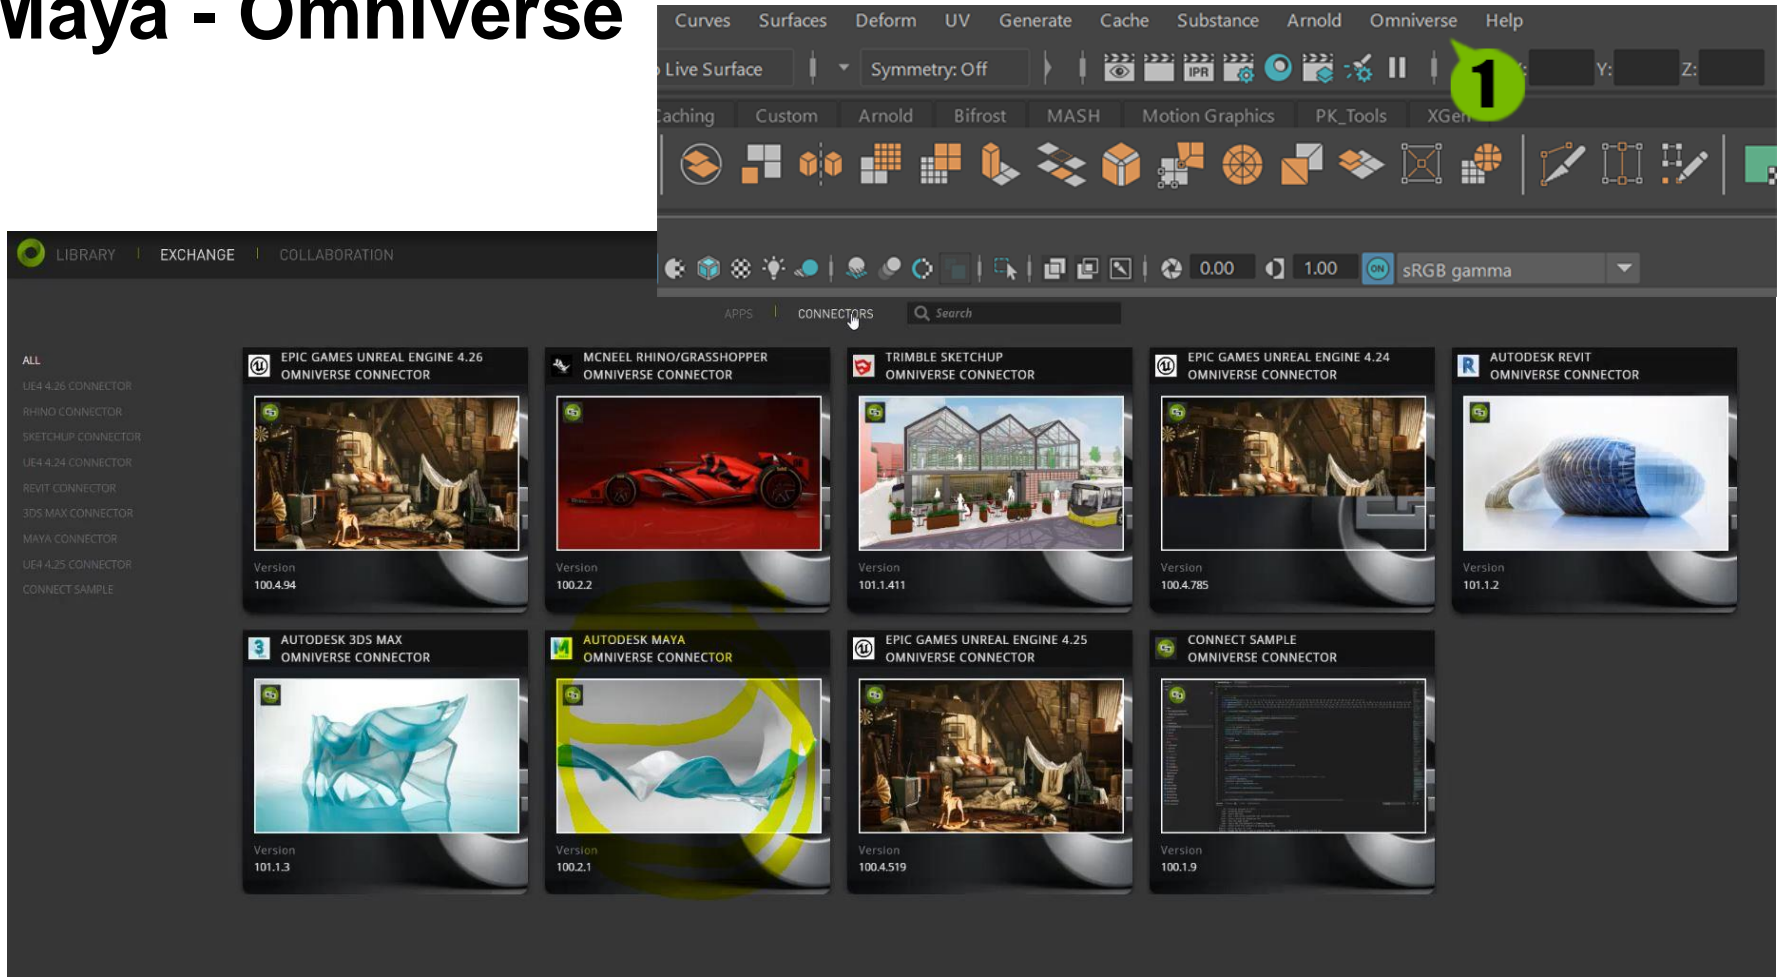 Maya - Omniverse
Curves Surfaces Deform UV Generate Cache Substance Arnold Omniverse Help
Live Surface Symmetry: Off IPR Y: Z:
1
Caching Custom Arnold Bifrost MASH Motion Graphics PK_Tools XGen
0.00 1.00 ON sRGB gamma
LIBRARY EXCHANGE COLLABORATION
APPS CONNECTORS Search
ALL
UE4 4.26 CONNECTOR
RHINO CONNECTOR
SKETCHUP CONNECTOR
UE4 4.24 CONNECTOR
REVIT CONNECTOR
3DS MAX CONNECTOR
MAYA CONNECTOR
UE4 4.25 CONNECTOR
CONNECT SAMPLE
EPIC GAMES UNREAL ENGINE 4.26
OMNIVERSE CONNECTOR
Version
100.4.94
MCNEEL RHINO/GRASSHOPPER
OMNIVERSE CONNECTOR
Version
100.2.2
TRIMBLE SKETCHUP
OMNIVERSE CONNECTOR
Version
101.1.411
EPIC GAMES UNREAL ENGINE 4.24
OMNIVERSE CONNECTOR
Version
100.4.785
R
AUTODESK REVIT
OMNIVERSE CONNECTOR
Version
101.1.2
3
AUTODESK 3DS MAX
OMNIVERSE CONNECTOR
Version
101.1.3
M
AUTODESK MAYA
OMNIVERSE CONNECTOR
Version
100.2.1
EPIC GAMES UNREAL ENGINE 4.25
OMNIVERSE CONNECTOR
Version
100.4.519
CONNECT SAMPLE
OMNIVERSE CONNECTOR
Version
100.1.9